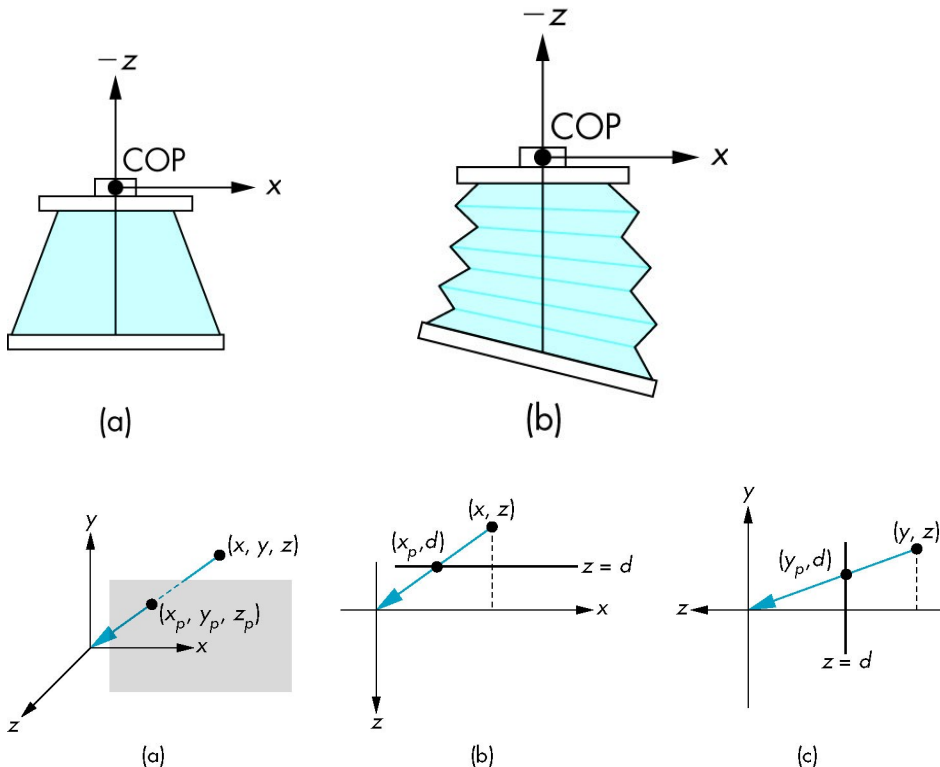 −z
COP
x
(a)
−z
COP
x
(b)
y
(x, y, z)
(xₚ, yₚ, zₚ)
x
z
(a)
(x, z)
(xₚ,d)
z = d
x
z
(b)
y
(y, z)
(yₚ,d)
z
z = d
(c)